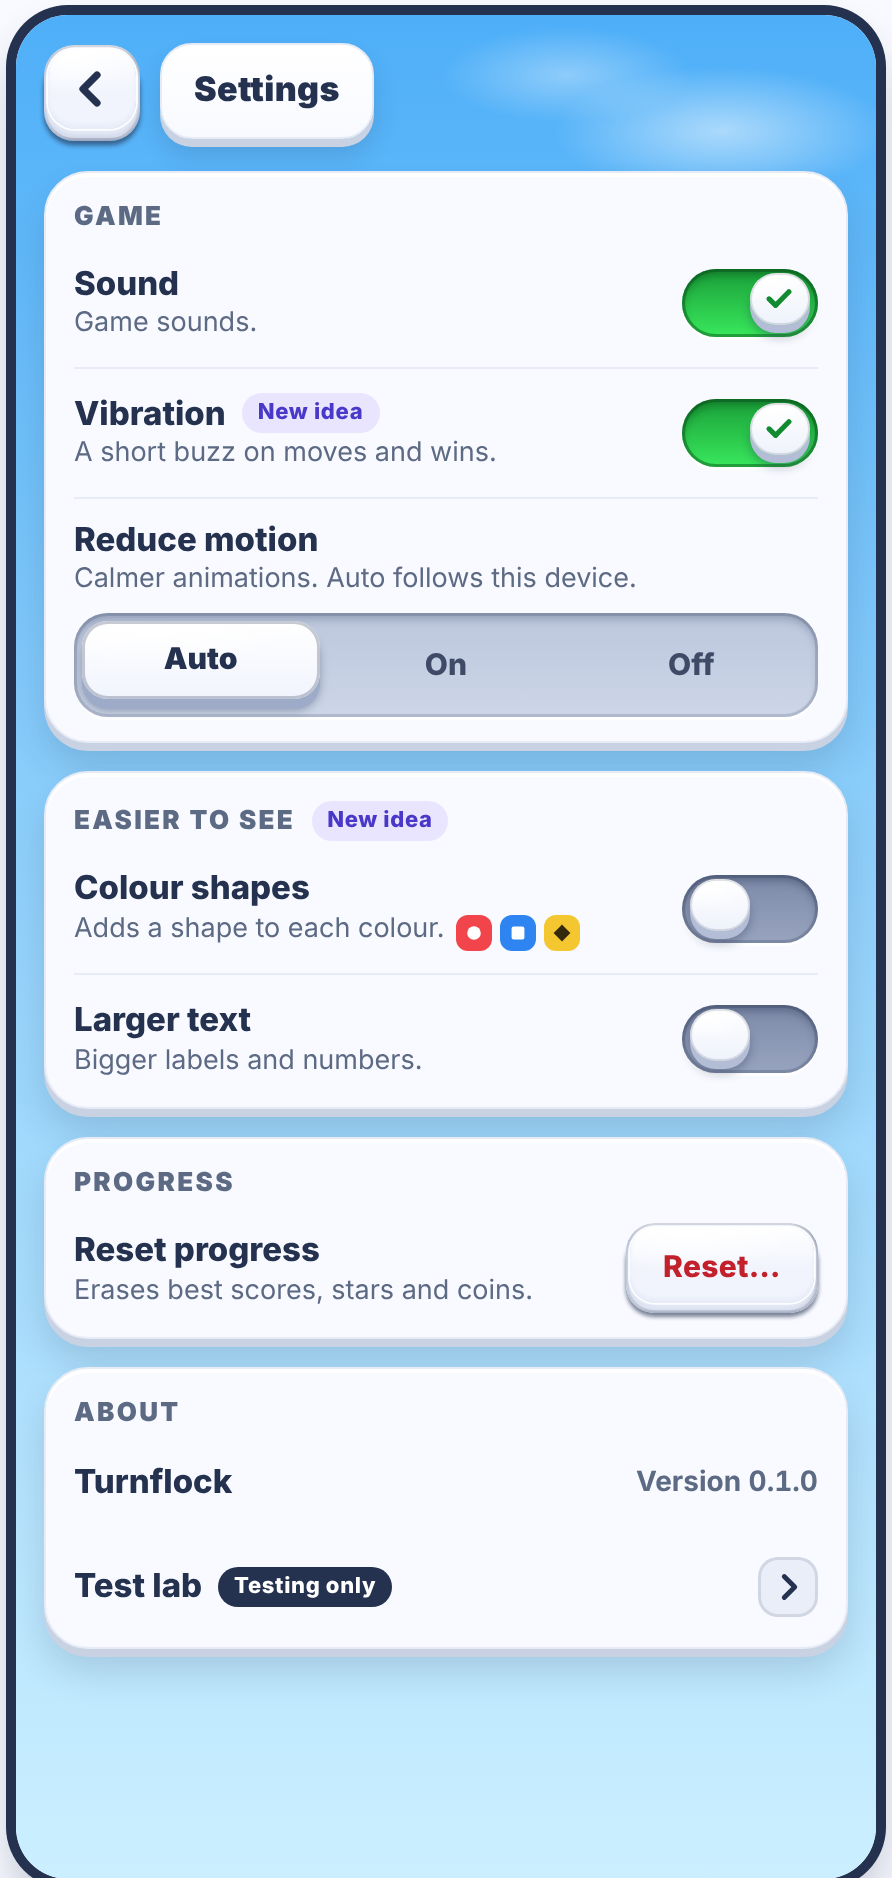 Settings
GAME
Sound
Game sounds.
Vibration New idea
A short buzz on moves and wins.
Reduce motion
Calmer animations. Auto follows this device.
Auto On Off
EASIER TO SEE New idea
Colour shapes
Adds a shape to each colour.
Larger text
Bigger labels and numbers.
PROGRESS
Reset progress
Erases best scores, stars and coins.
Reset...
ABOUT
Turnflock Version 0.1.0
Test lab Testing only